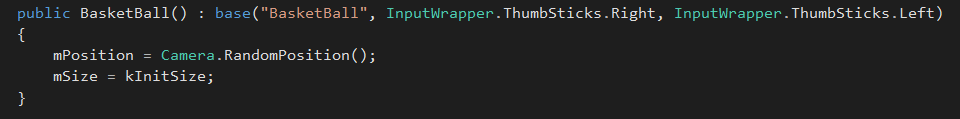 public BasketBall() : base("BasketBall", InputWrapper.ThumbSticks.Right, InputWrapper.ThumbSticks.Left)
{
    mPosition = Camera.RandomPosition();
    mSize = kInitSize;
}